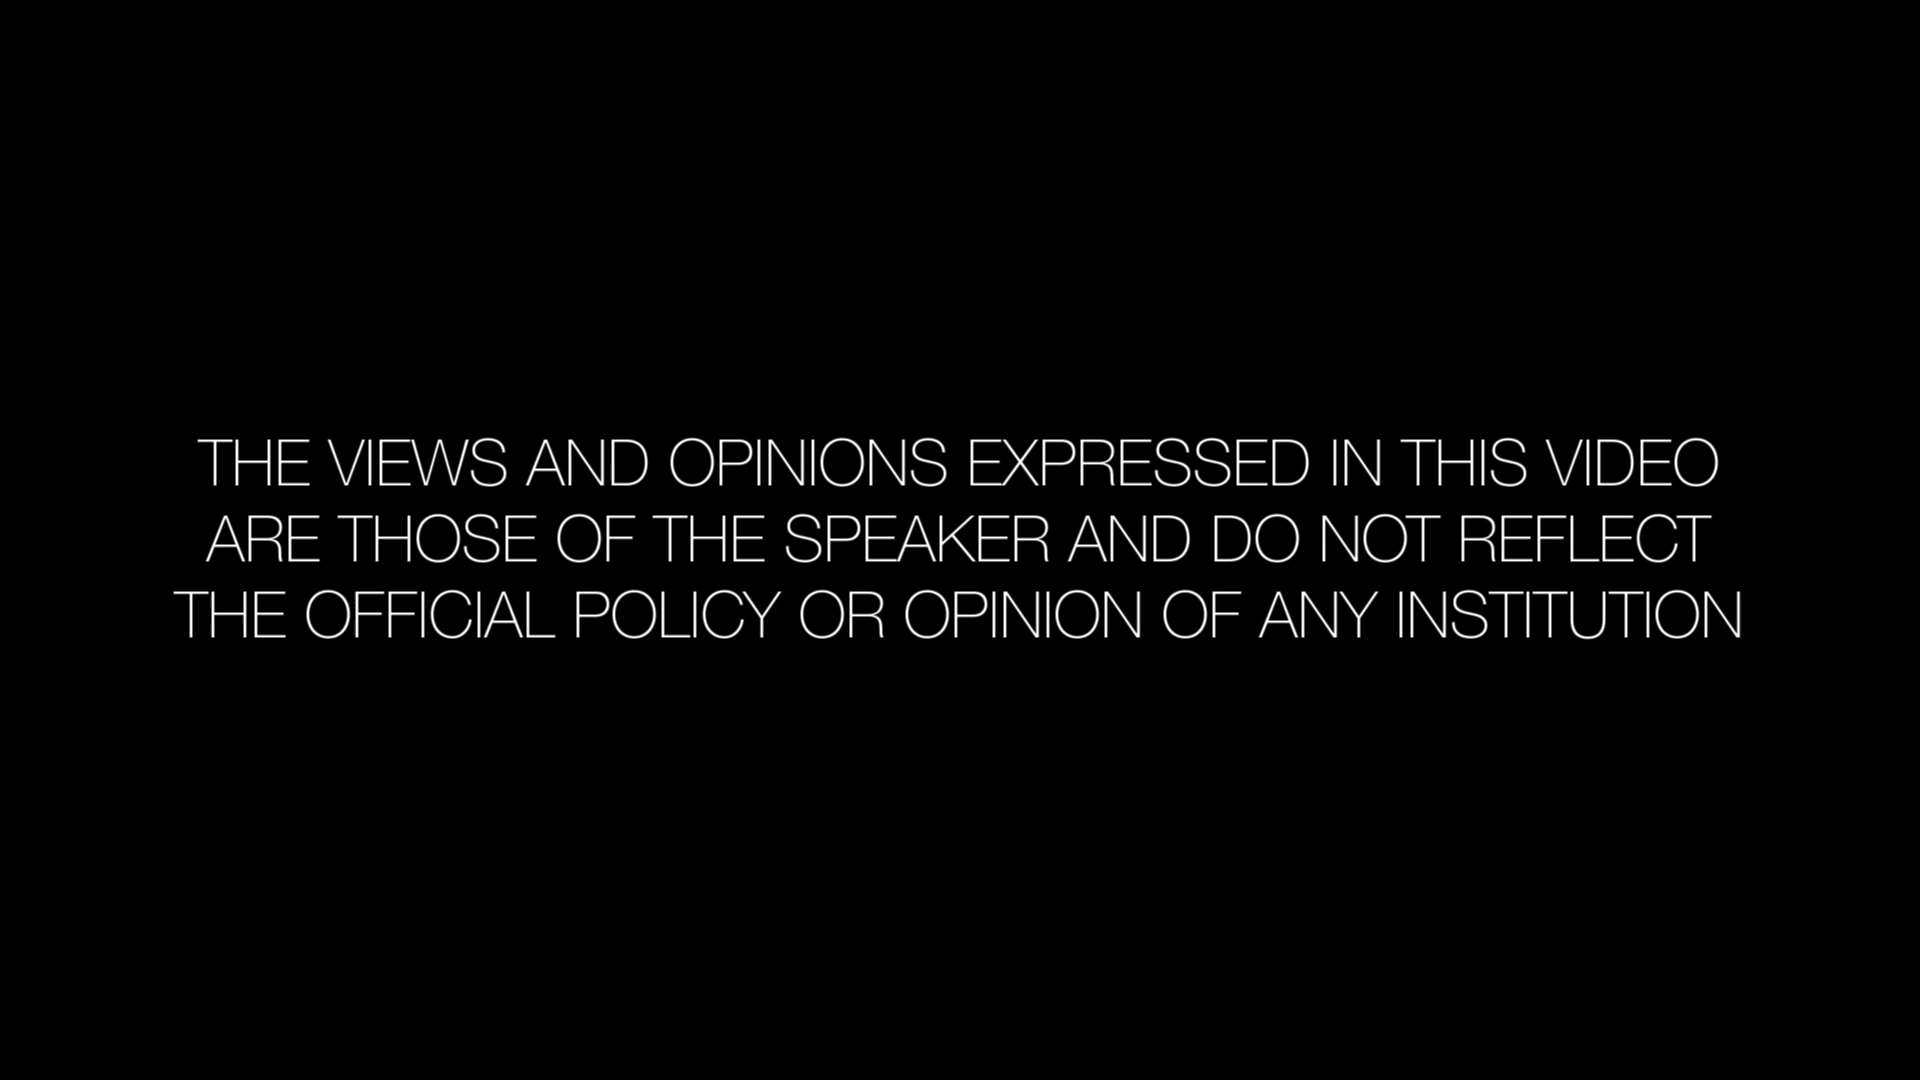 THE VIEWS AND OPINIONS EXPRESSED IN THIS VIDEO
ARE THOSE OF THE SPEAKER AND DO NOT REFLECT
THE OFFICIAL POLICY OR OPINION OF ANY INSTITUTION